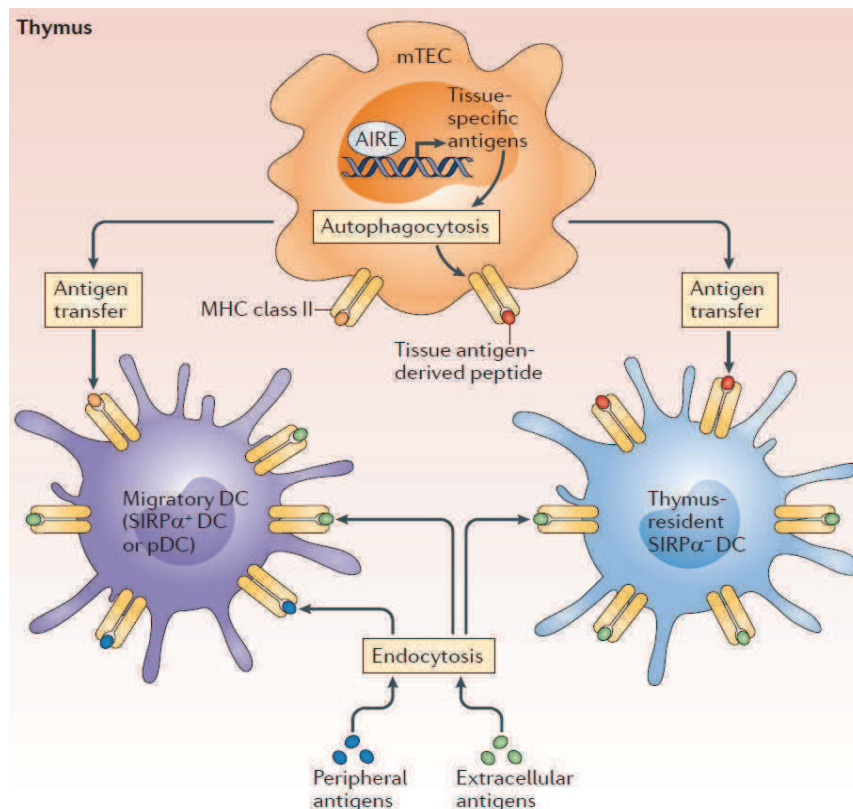 Thymus
mTEC
Tissue-
specific
antigens
AIRE
Autophagocytosis
Antigen
transfer
MHC class II
Tissue antigen-
derived peptide
Antigen
transfer
Migratory DC
(SIRPα⁺ DC
or pDC)
Thymus-
resident
SIRPα⁻ DC
Endocytosis
Peripheral
antigens
Extracellular
antigens